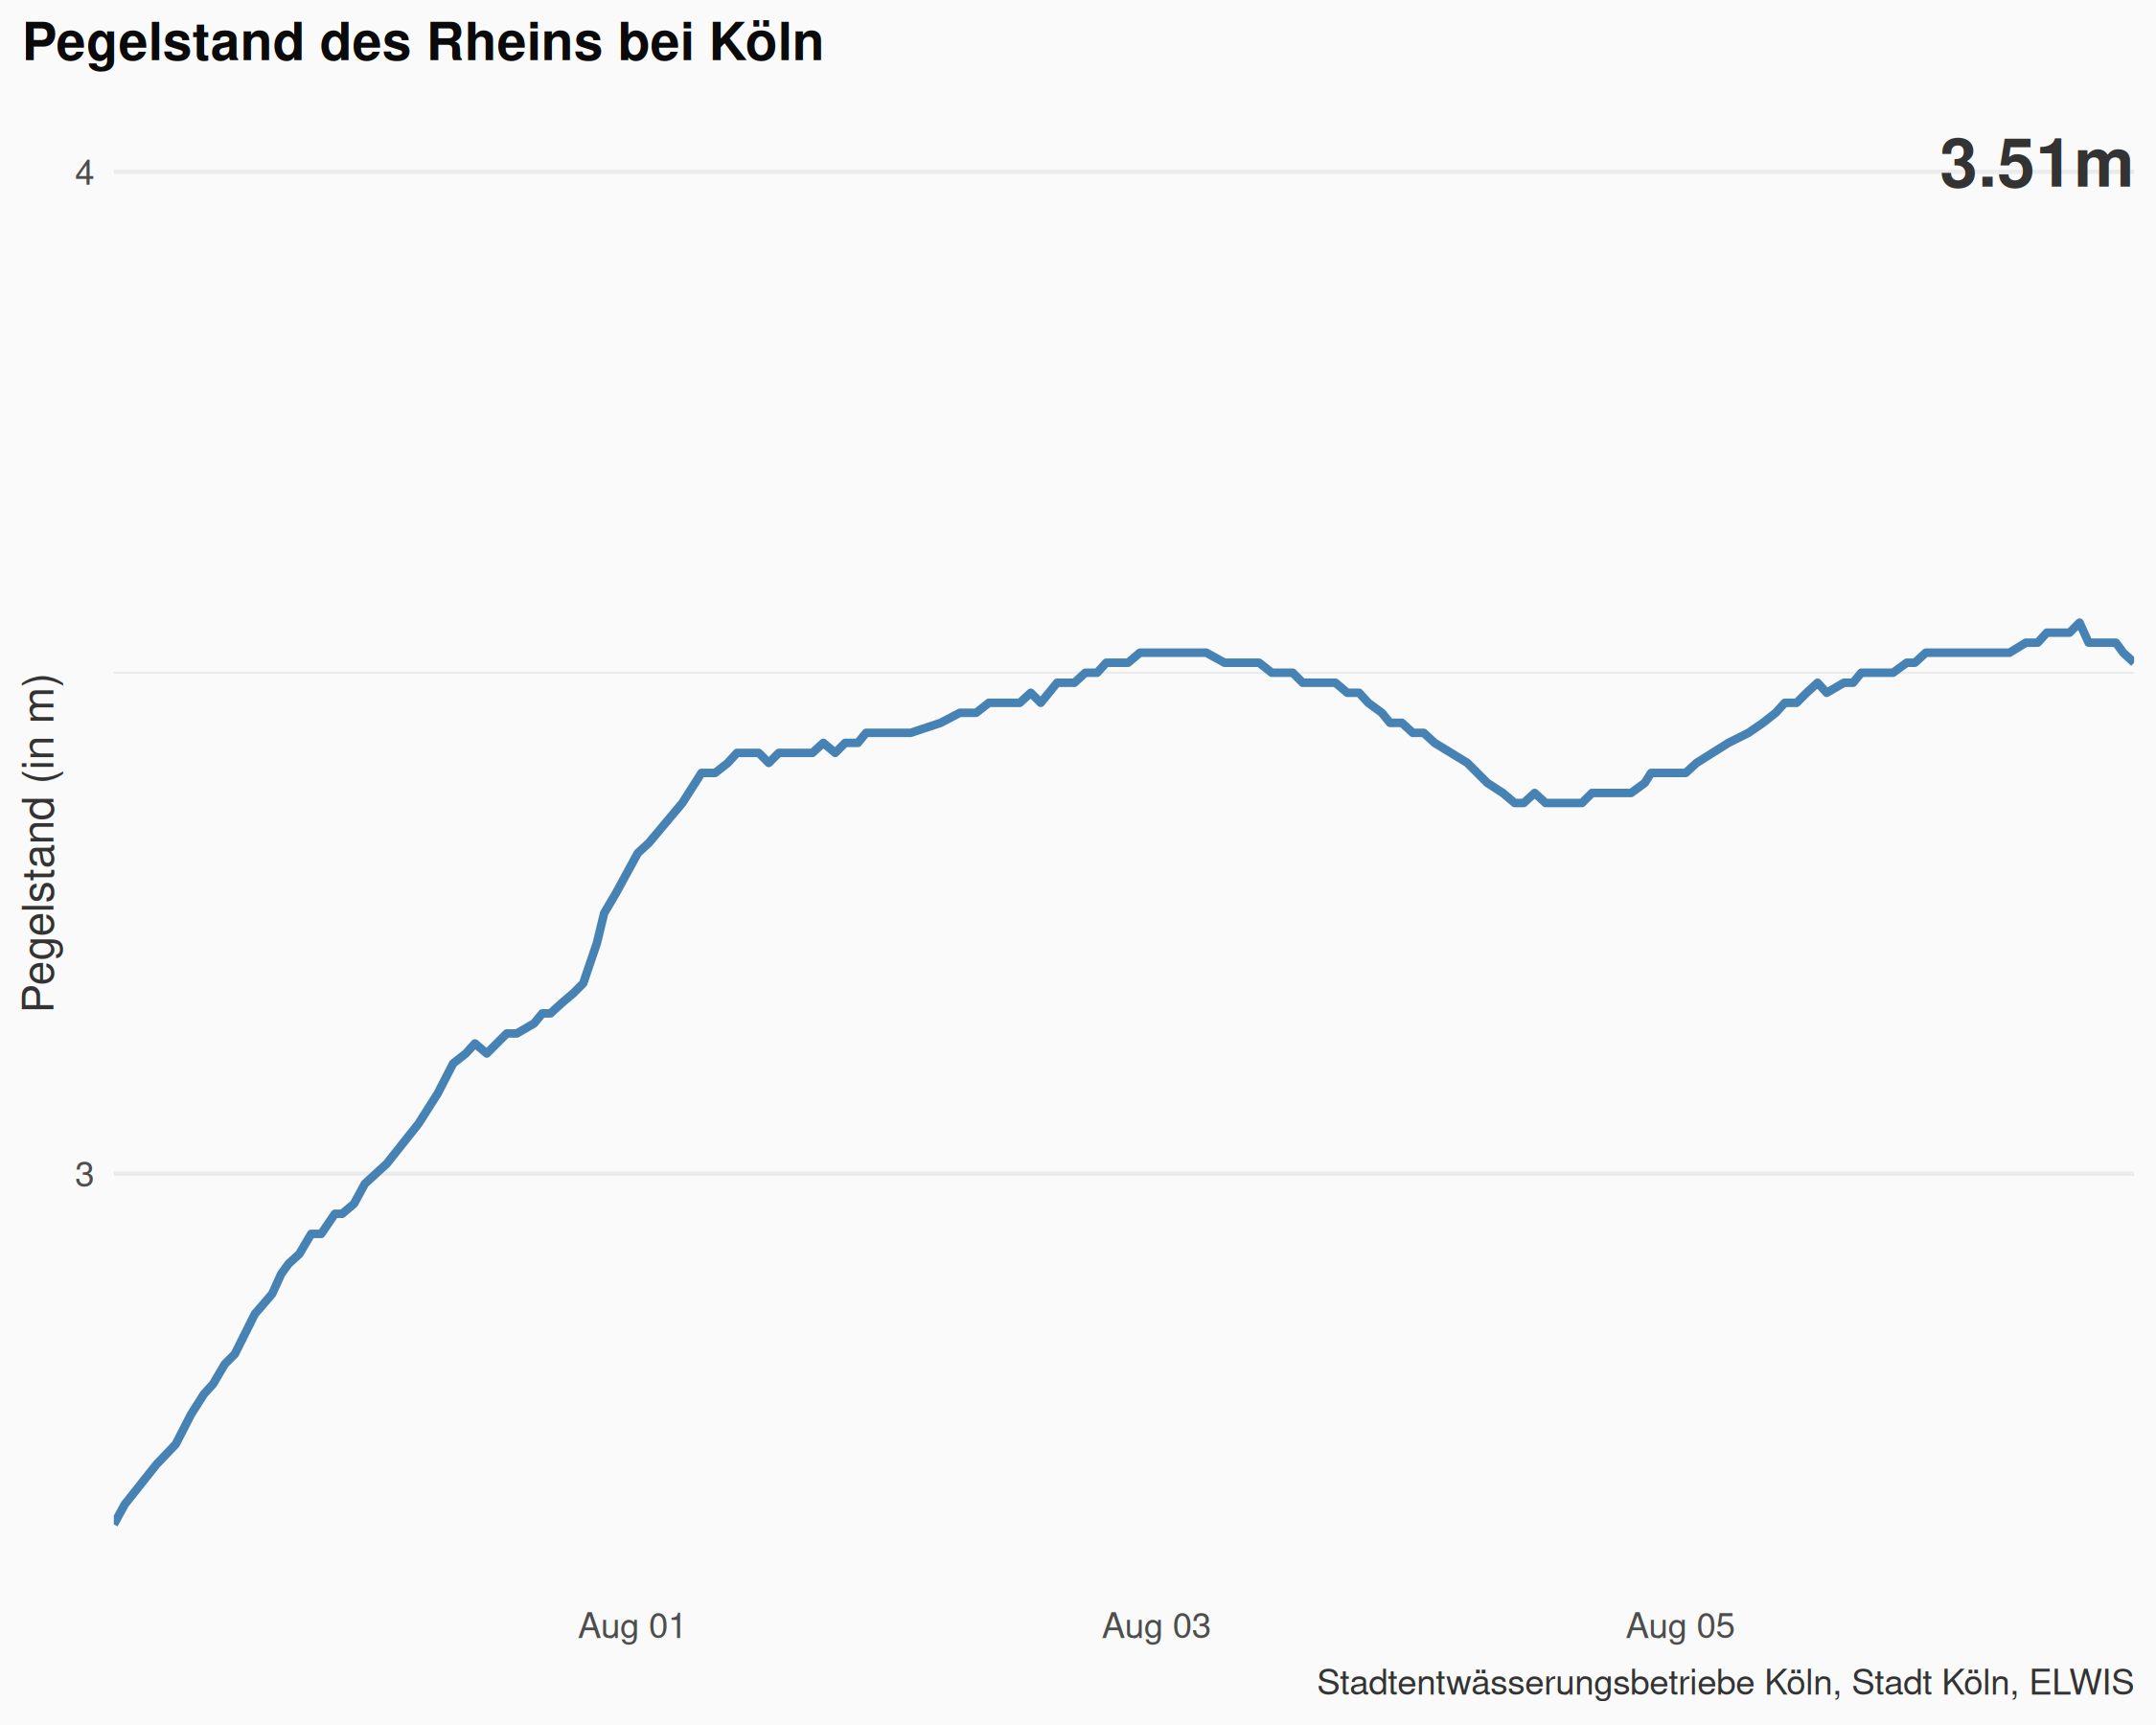 Pegelstand des Rheins bei Köln
3.51m
4
3
Pegelstand (in m)
Aug 01
Aug 03
Aug 05
Stadtentwässerungsbetriebe Köln, Stadt Köln, ELWIS